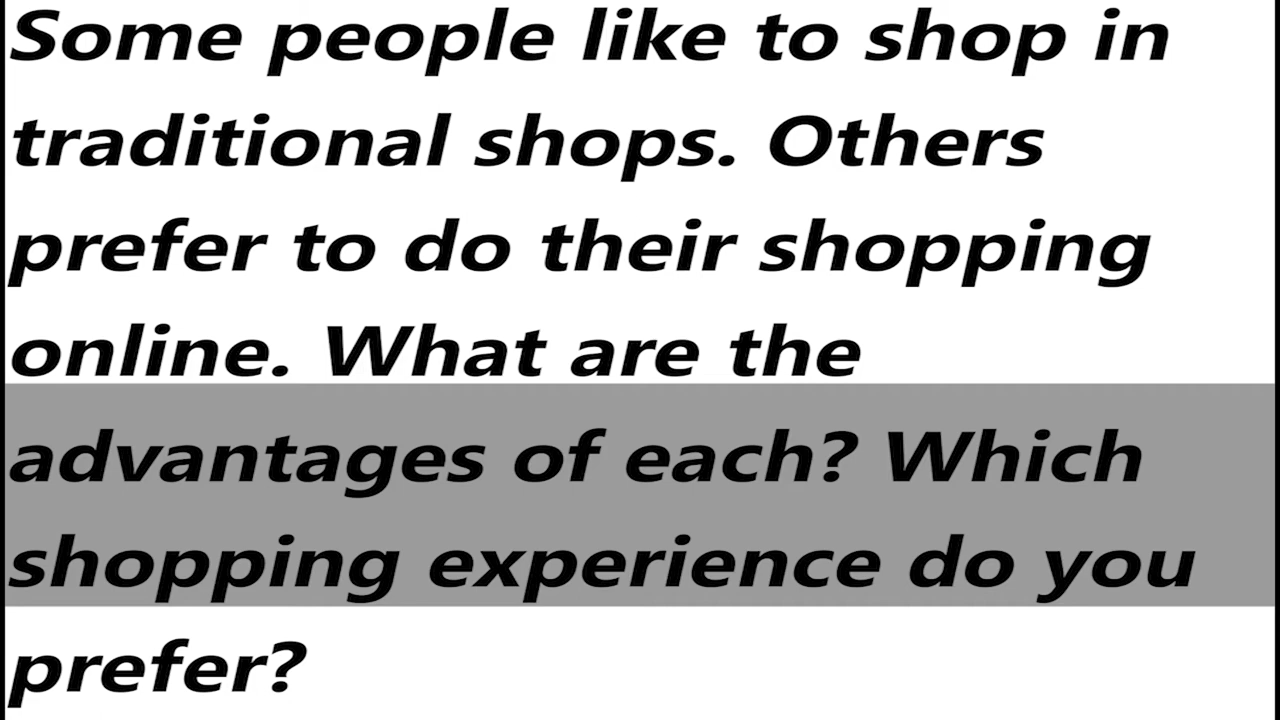 Some people like to shop in
traditional shops. Others
prefer to do their shopping
online. What are the
advantages of each? Which
shopping experience do you
prefer?